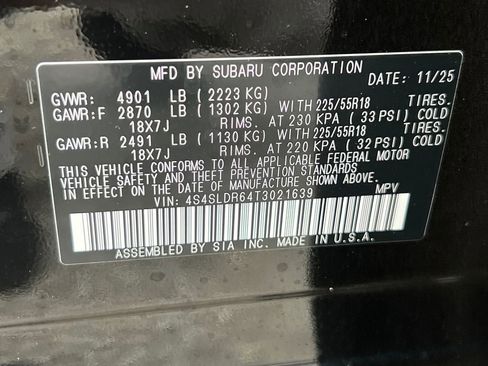 MFD BY SUBARU CORPORATION
DATE: 11/25
GVWR: 4901 LB (2223 KG)
GAWR:F 2870 LB (1302 KG) WITH 225/55R18 TIRES.
18X7J RIMS. AT 230 KPA (33 PSI) COLD
GAWR:R 2491 LB (1130 KG) WITH 225/55R18 TIRES.
18X7J RIMS. AT 220 KPA (32 PSI) COLD
THIS VEHICLE CONFORMS TO ALL APPLICABLE FEDERAL MOTOR
VEHICLE SAFETY AND THEFT PREVENTION STANDARDS
IN EFFECT ON THE DATE OF MANUFACTURE SHOWN ABOVE.
VIN: 4S4SLDR64T3021639 MPV
ASSEMBLED BY SIA INC. MADE IN U.S.A.